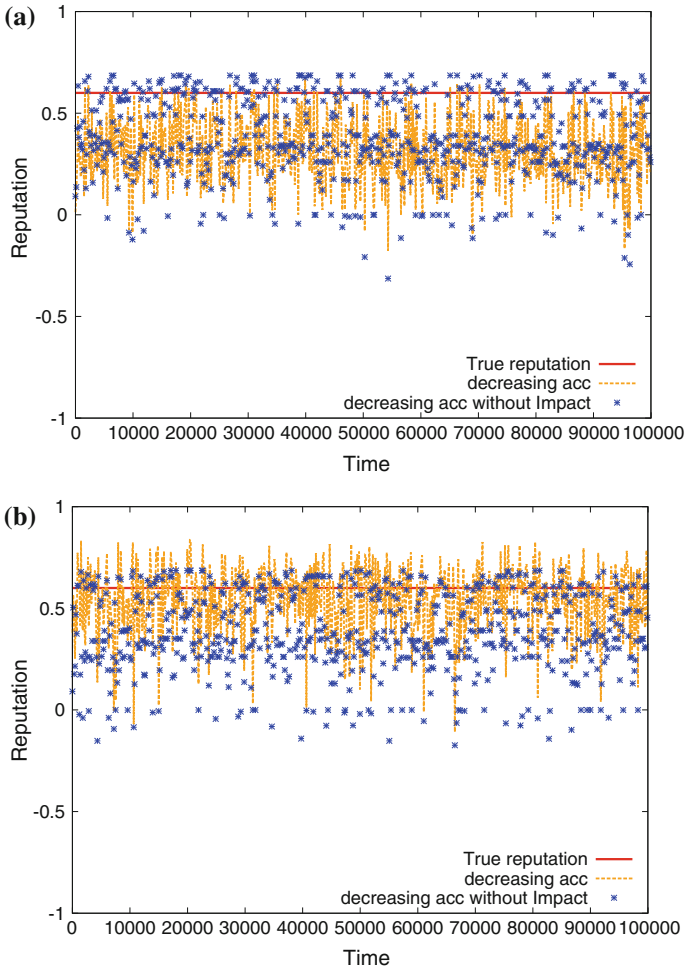 (a)
1
0.5
0
-0.5
-1
Reputation
True reputation
decreasing acc
decreasing acc without Impact
0 10000 20000 30000 40000 50000 60000 70000 80000 90000 100000
Time
(b)
1
0.5
0
-0.5
-1
Reputation
True reputation
decreasing acc
decreasing acc without Impact
0 10000 20000 30000 40000 50000 60000 70000 80000 90000 100000
Time